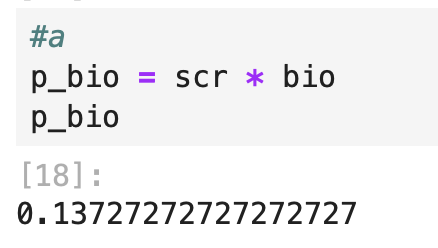 #a
p_bio = scr * bio
p_bio
[18]:
0.13727272727272727